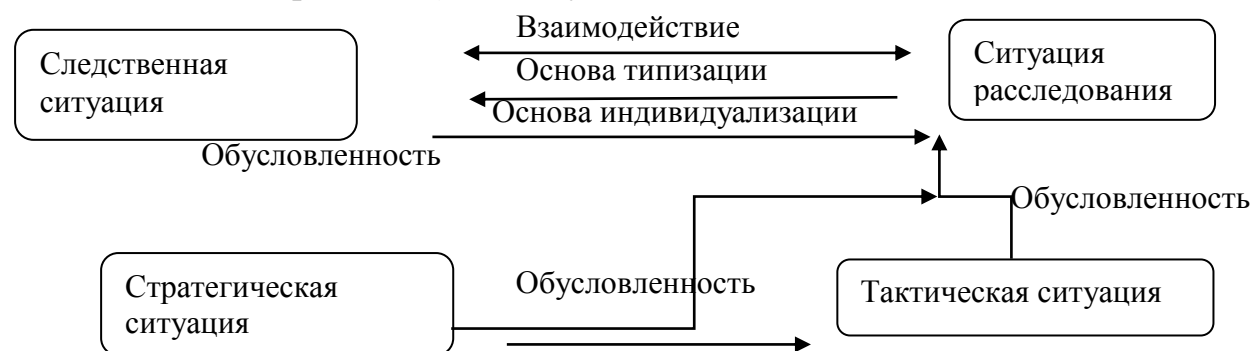 Взаимодействие
Следственная
ситуация
Ситуация
расследования
Основа типизации
Основа индивидуализации
Обусловленность
Обусловленность
Стратегическая
ситуация
Обусловленность
Тактическая ситуация